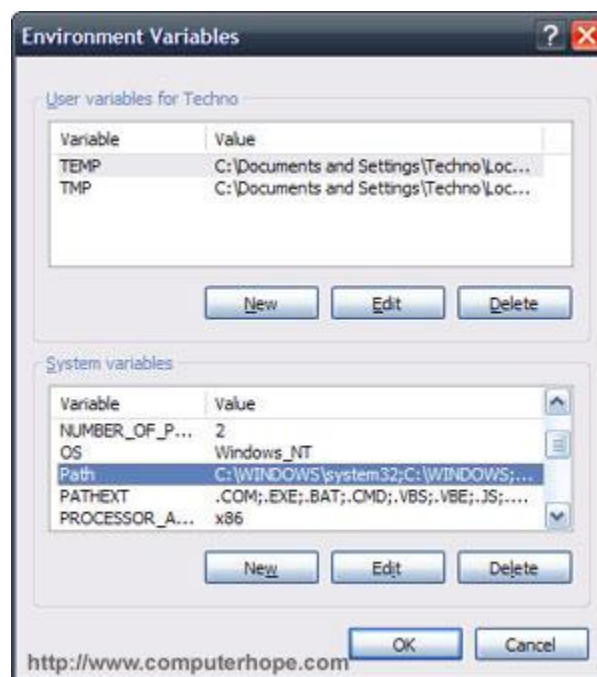 Environment Variables
User variables for Techno
Variable Value
TEMP C:\Documents and Settings\Techno\Loc...
TMP C:\Documents and Settings\Techno\Loc...
New Edit Delete
System variables
Variable Value
NUMBER_OF_P... 2
OS Windows_NT
Path C:\WINDOWS\system32;C:\WINDOWS;...
PATHEXT .COM;.EXE;.BAT;.CMD;.VBS;.VBE;.JS;....
PROCESSOR_A... x86
New Edit Delete
OK Cancel
http://www.computerhope.com